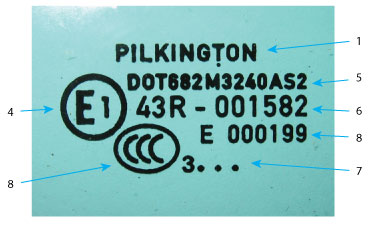 PILKINGTON 1
DOT682M3240AS2 5
4 E1 43R - 001582 6
E 000199 8
8 CCC 3... 7